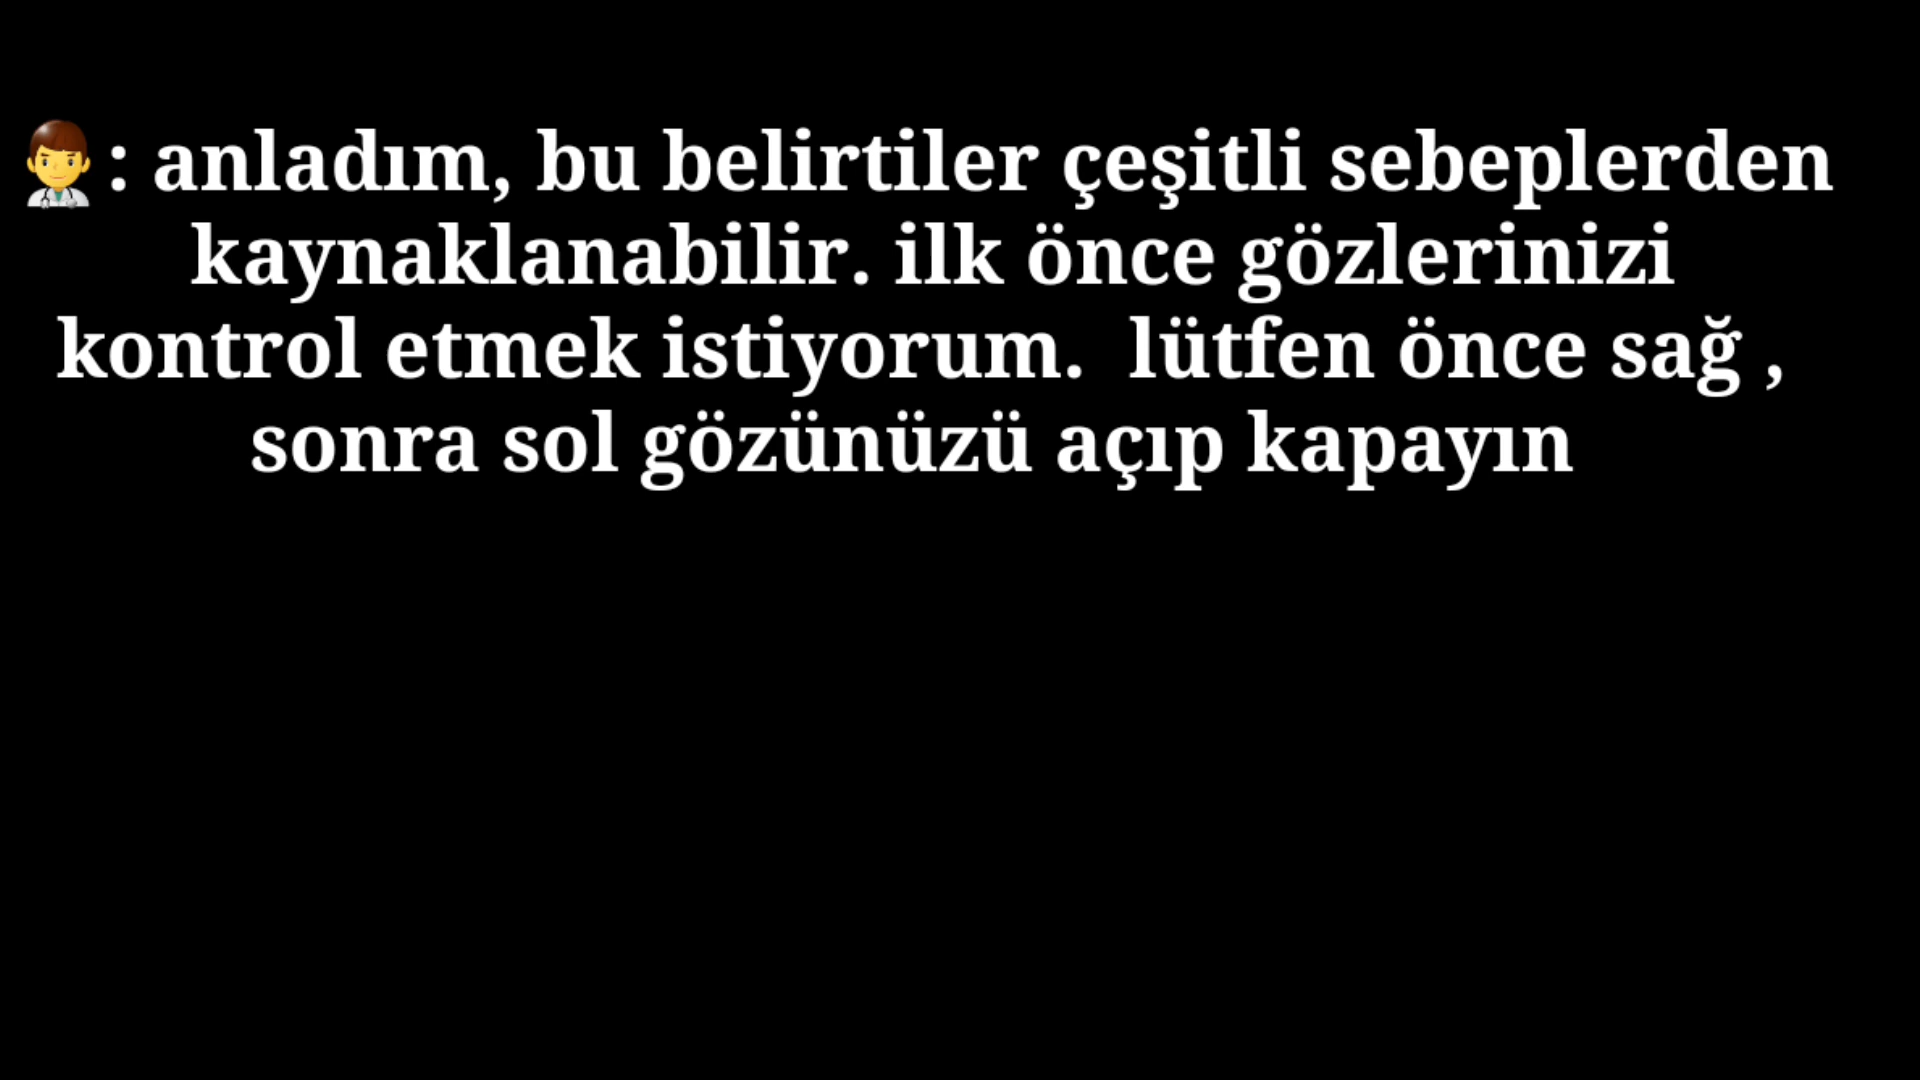 👨‍⚕️: anladım, bu belirtiler çeşitli sebeplerden
kaynaklanabilir. ilk önce gözlerinizi
kontrol etmek istiyorum.  lütfen önce sağ ,
sonra sol gözünüzü açıp kapayın